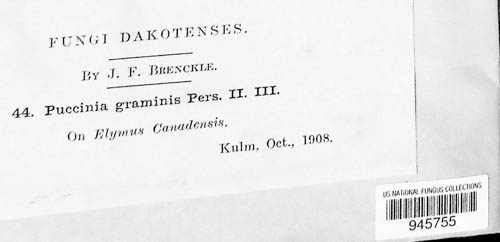 FUNGI DAKOTENSES.
By J. F. Brenckle.
44. Puccinia graminis Pers. II. III.
On Elymus Canadensis.
Kulm, Oct., 1908.
US NATIONAL FUNGUS COLLECTIONS
945755